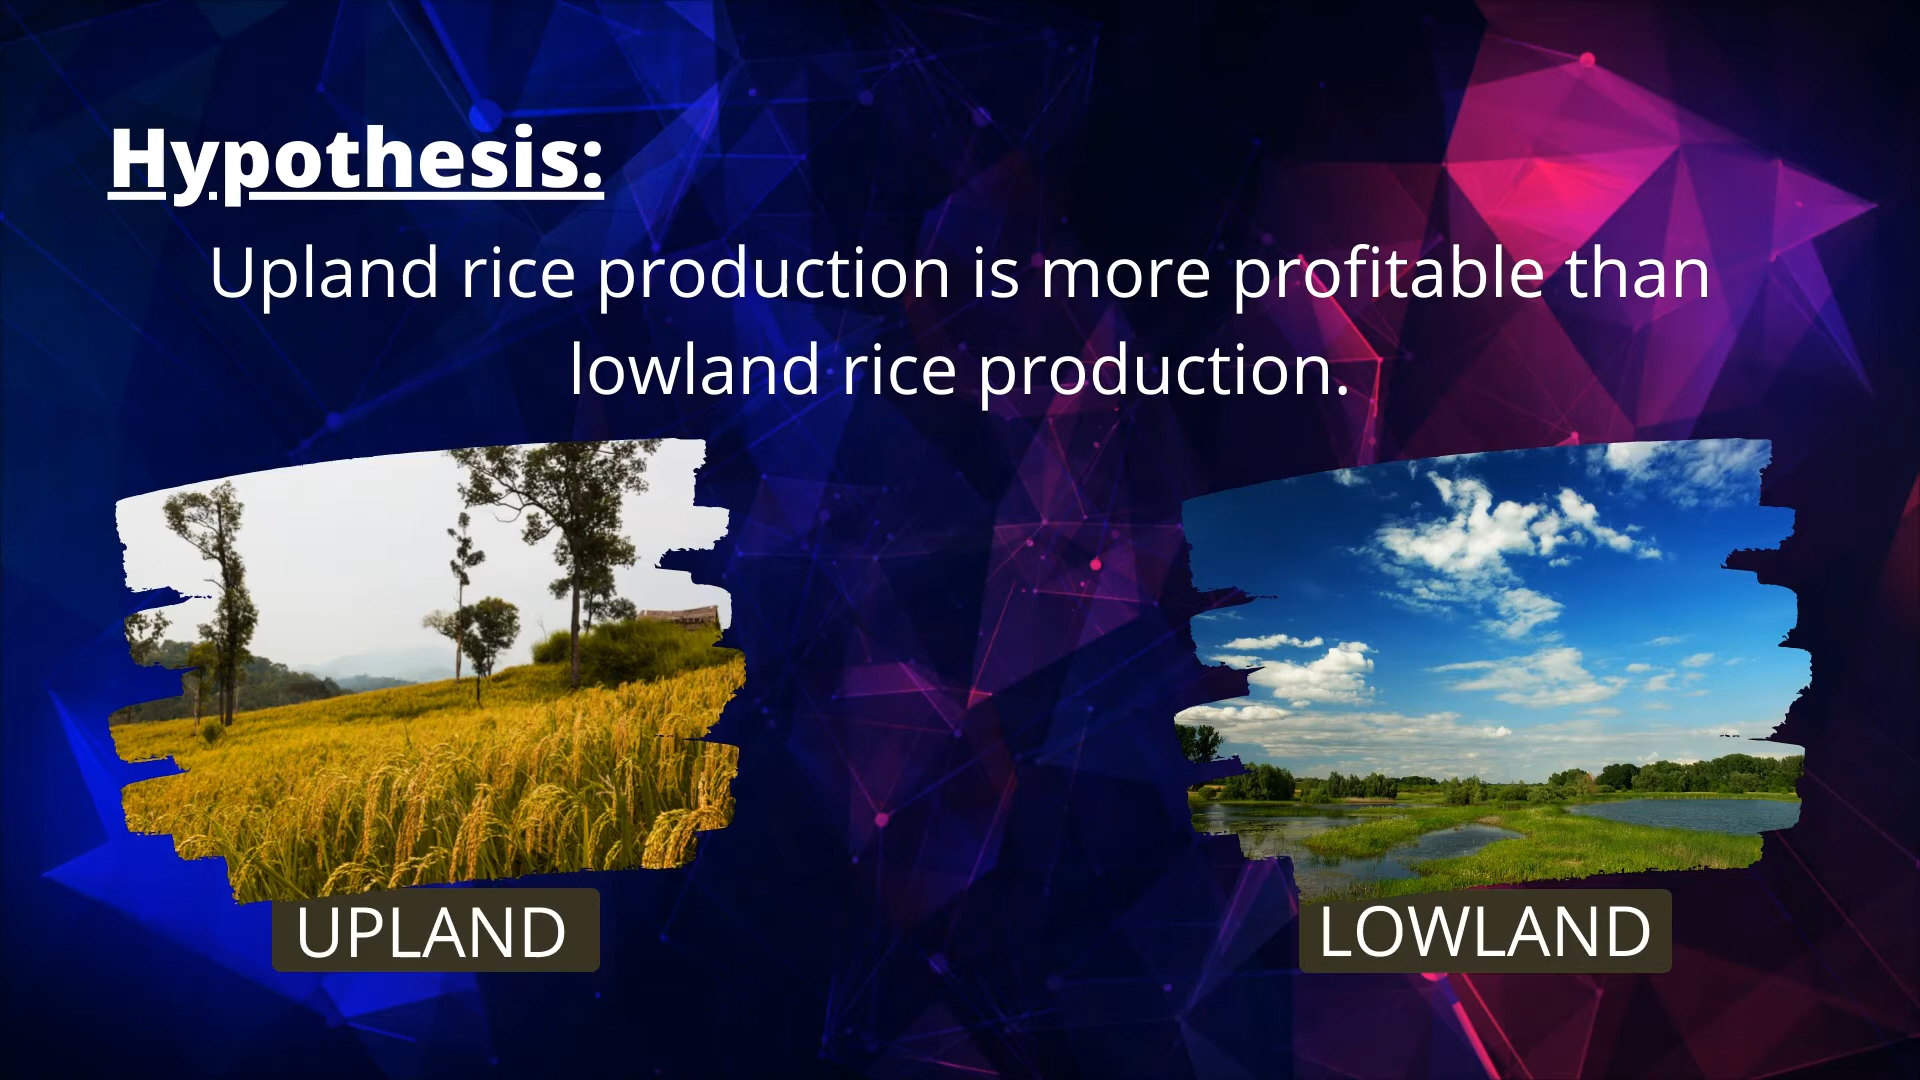 Hypothesis:
Upland rice production is more profitable than
lowland rice production.
UPLAND
LOWLAND